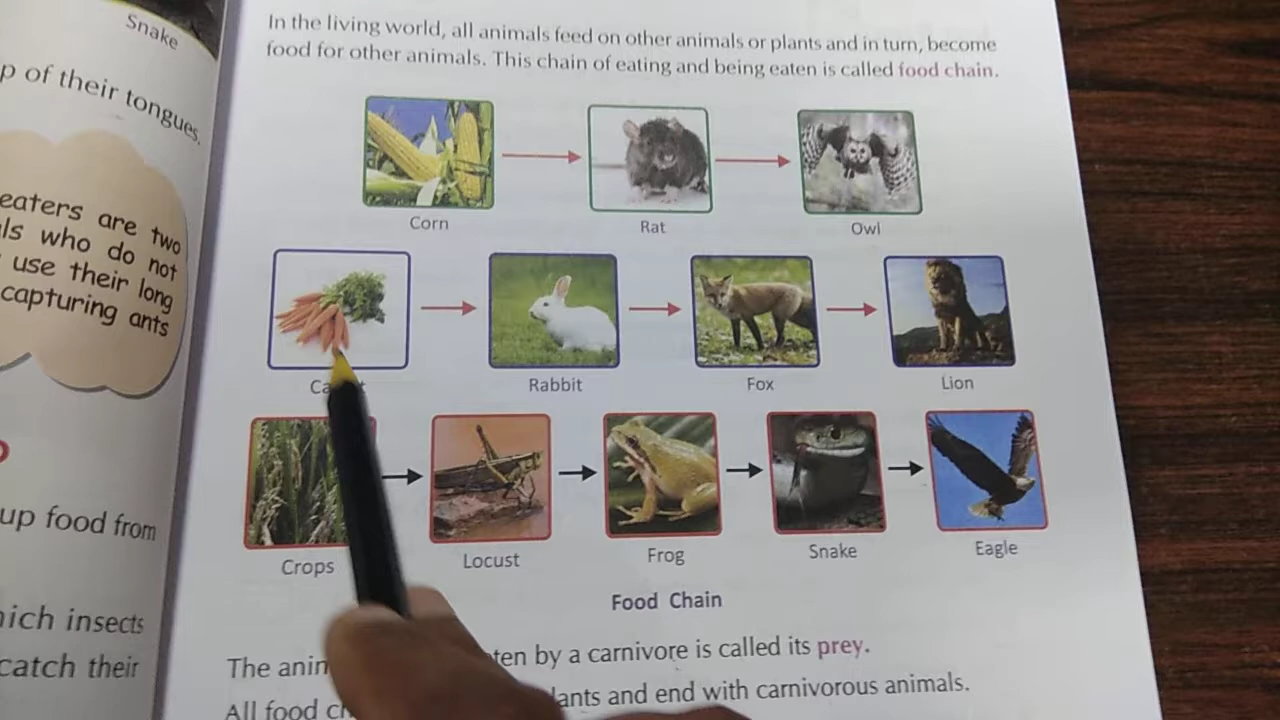 Snake
p of their tongues.
eaters are two
ls who do not
use their long
capturing ants
up food from
hich insects
catch their
In the living world, all animals feed on other animals or plants and in turn, become
food for other animals. This chain of eating and being eaten is called food chain.
Corn Rat Owl
Rabbit Fox Lion
Crops Locust Frog Snake Eagle
Food Chain
The by a carnivore is called its prey.
All food and end with carnivorous animals.